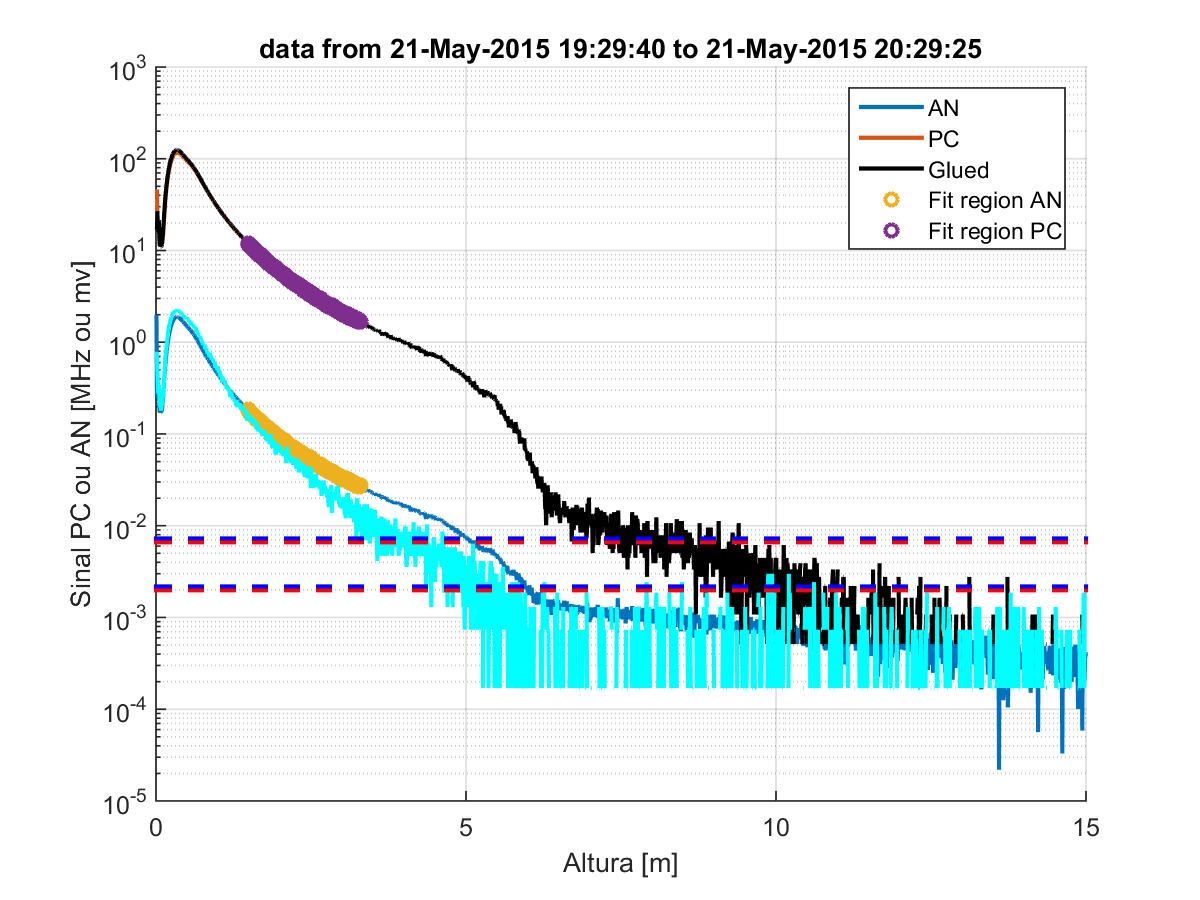 data from 21-May-2015 19:29:40 to 21-May-2015 20:29:25
10^3
10^2
10^1
10^0
10^-1
10^-2
10^-3
10^-4
10^-5
Sinal PC ou AN [MHz ou mv]
AN
PC
Glued
Fit region AN
Fit region PC
0 5 10 15
Altura [m]